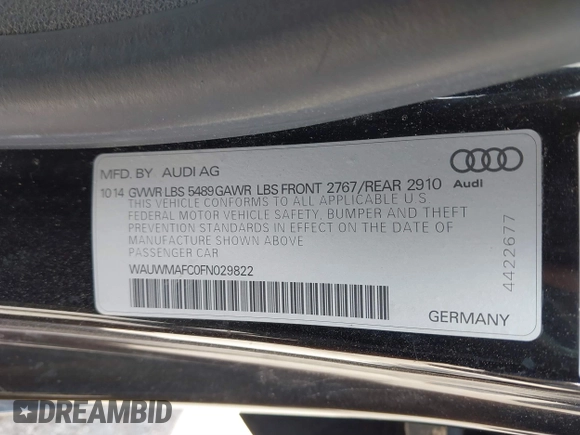 MFD. BY AUDI AG
10 14 GVWR LBS 5489 GAWR LBS FRONT 2767/REAR 2910
Audi
THIS VEHICLE CONFORMS TO ALL APPLICABLE U S
FEDERAL MOTOR VEHICLE SAFETY, BUMPER AND THEFT
PREVENTION STANDARDS IN EFFECT ON THE DATE OF
MANUFACTURE SHOWN ABOVE
PASSENGER CAR
WAUWMAFC0FN029822
4422677
GERMANY
DREAMBID